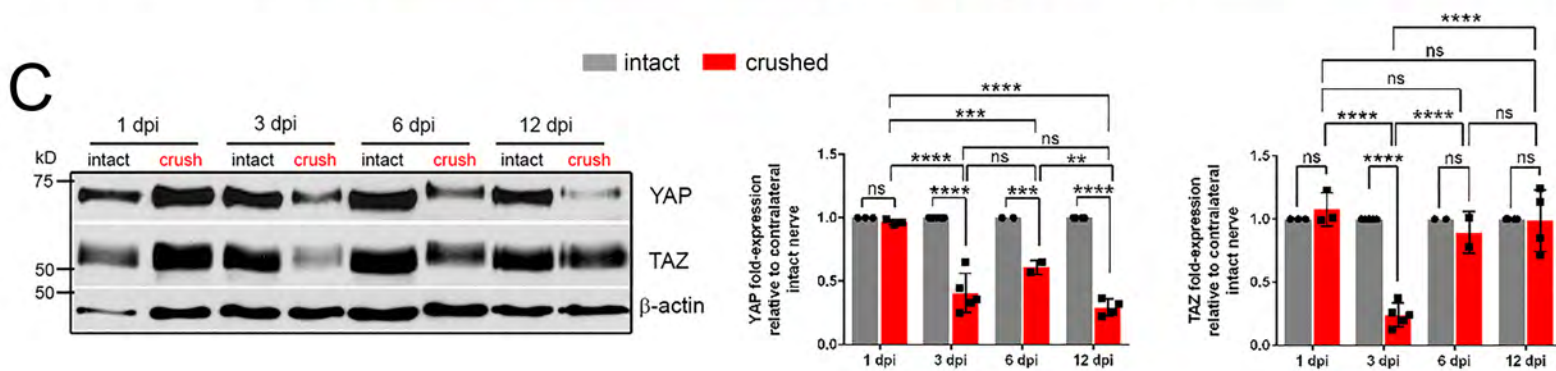 C
intact crushed
1 dpi 3 dpi 6 dpi 12 dpi
kD intact crush intact crush intact crush intact crush
75
YAP
TAZ
50
50
β-actin
YAP fold-expression
relative to contralateral
intact nerve
****
***
ns
**** ns **
ns **** *** ****
1.5
1.0
0.5
0.0
1 dpi 3 dpi 6 dpi 12 dpi
TAZ fold-expression
relative to contralateral
intact nerve
****
ns
ns
**** **** ns
ns **** ns ns
1.5
1.0
0.5
0.0
1 dpi 3 dpi 6 dpi 12 dpi